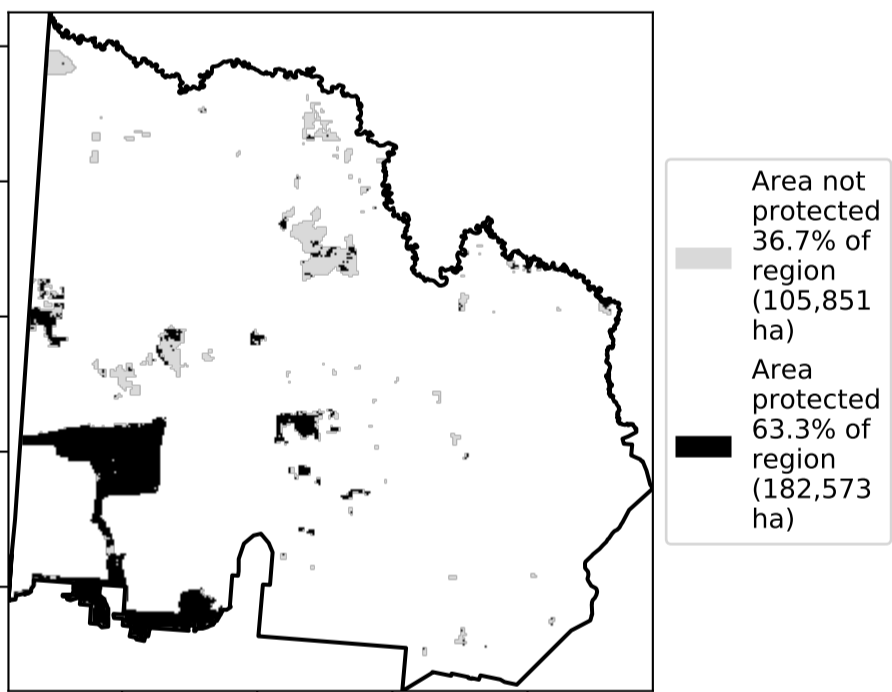 Area not
protected
36.7% of
region
(105,851
ha)
Area
protected
63.3% of
region
(182,573
ha)